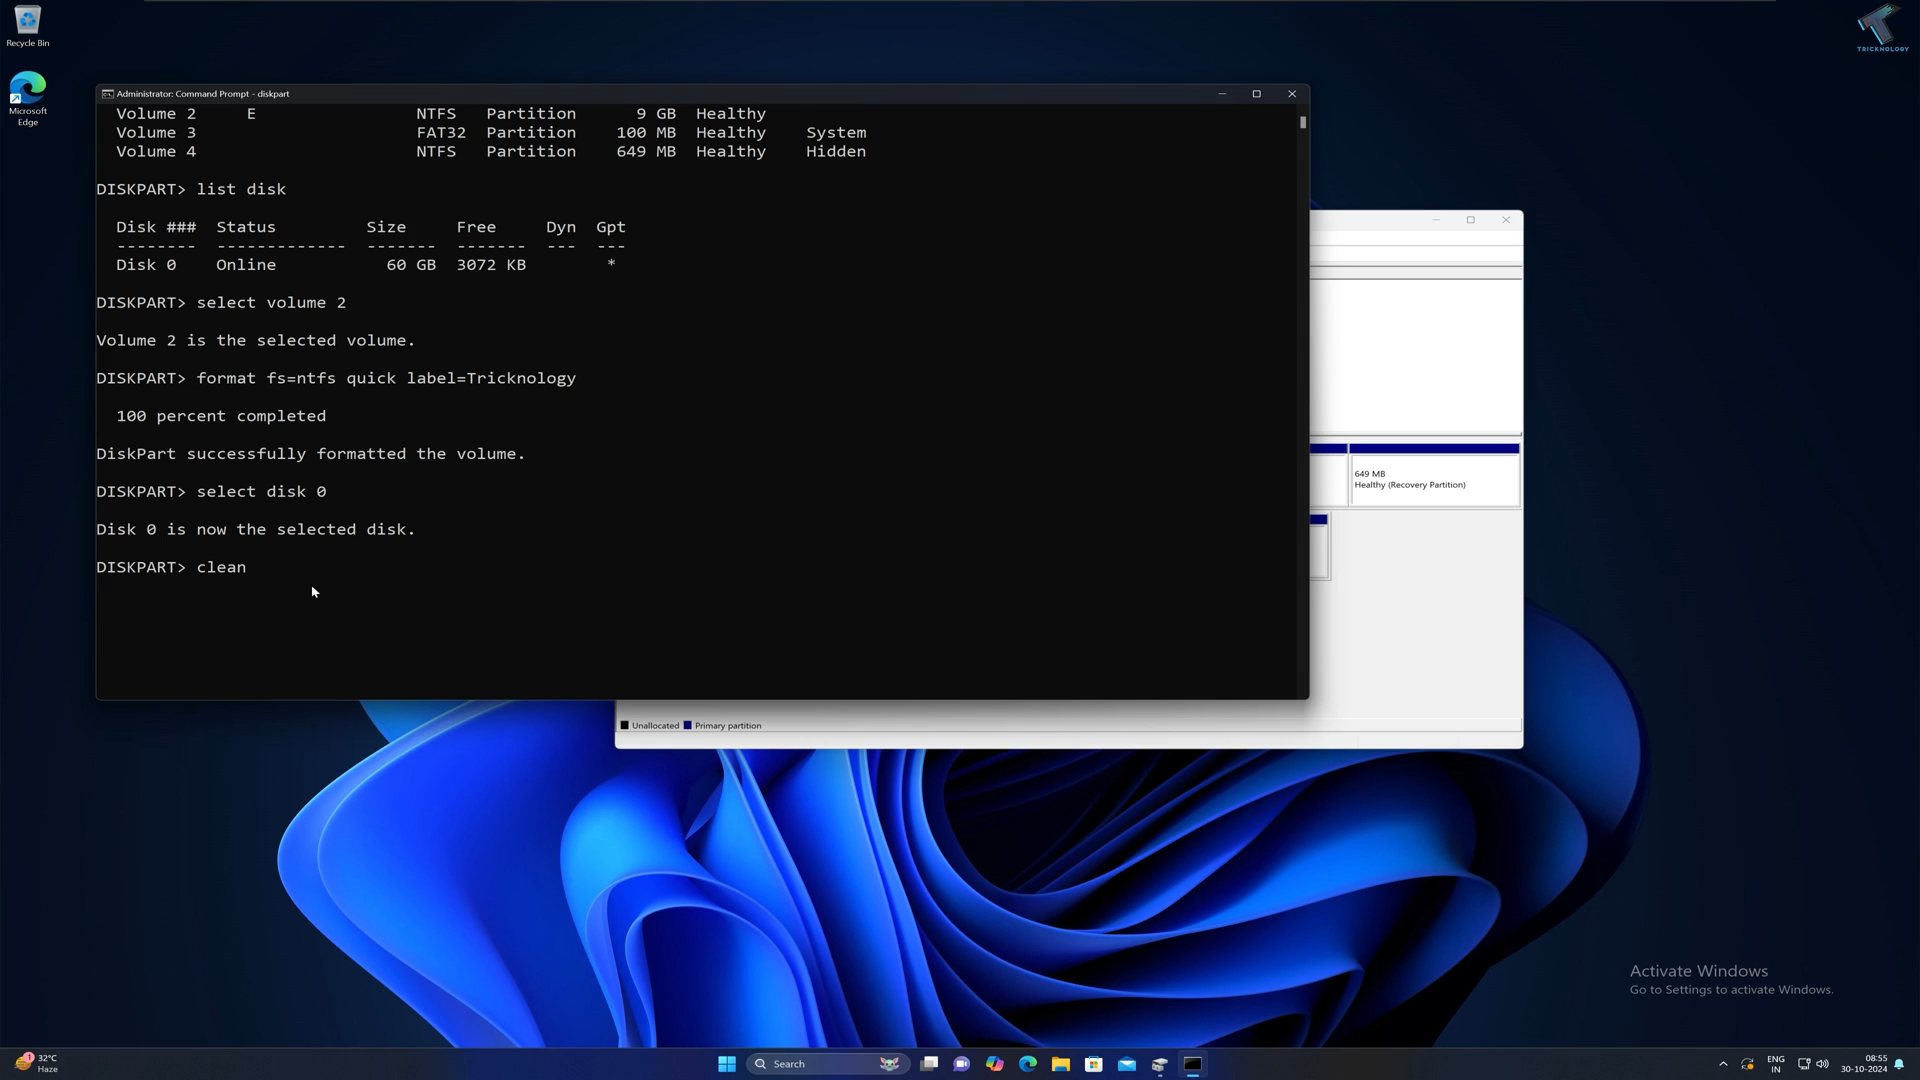 Recycle Bin
Microsoft
Edge
TRICKNOLOGY
Administrator: Command Prompt - diskpart
Volume 2     E                NTFS   Partition      9 GB  Healthy
Volume 3                      FAT32  Partition    100 MB  Healthy    System
Volume 4                      NTFS   Partition    649 MB  Healthy    Hidden
DISKPART> list disk
Disk ###  Status         Size     Free     Dyn  Gpt
--------  -------------  -------  -------  ---  ---
Disk 0    Online           60 GB  3072 KB        *
DISKPART> select volume 2
Volume 2 is the selected volume.
DISKPART> format fs=ntfs quick label=Tricknology
100 percent completed
DiskPart successfully formatted the volume.
DISKPART> select disk 0
Disk 0 is now the selected disk.
DISKPART> clean
649 MB
Healthy (Recovery Partition)
Unallocated Primary partition
Activate Windows
Go to Settings to activate Windows.
1
32°C
Haze
Search
ENG
IN
08:55
30-10-2024